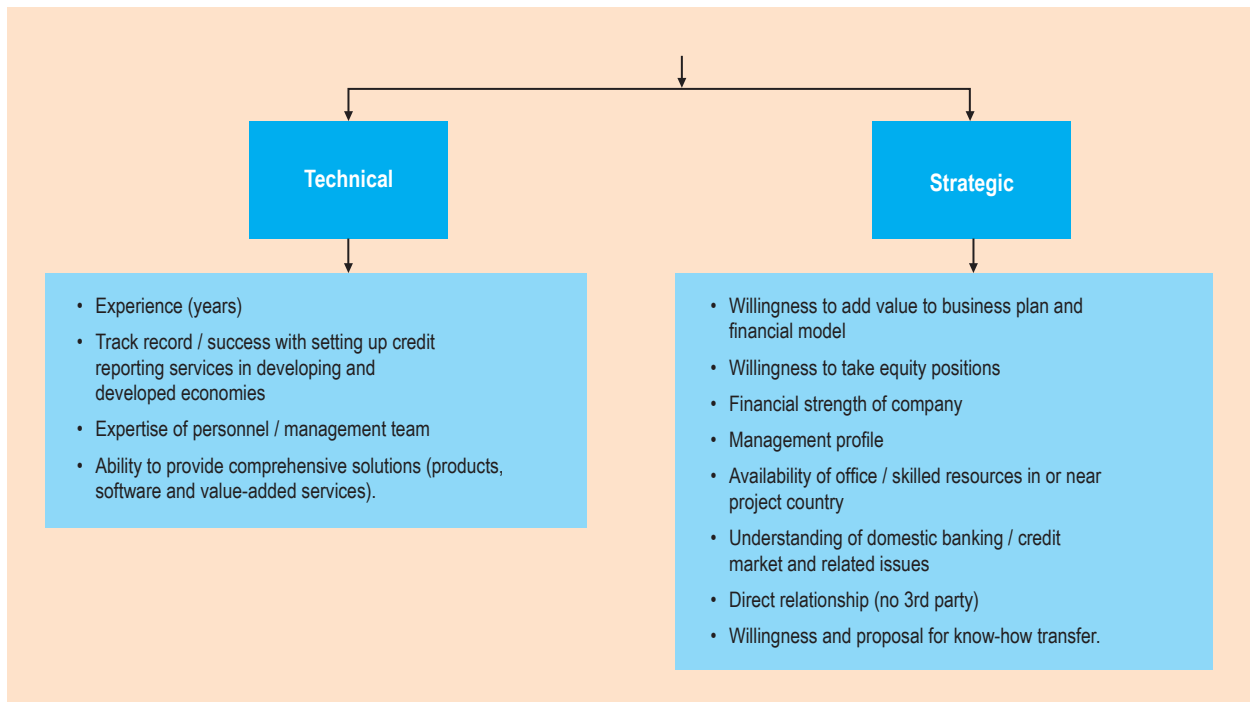 Technical
• Experience (years)
• Track record / success with setting up credit
reporting services in developing and
developed economies
• Expertise of personnel / management team
• Ability to provide comprehensive solutions (products,
software and value-added services).
Strategic
• Willingness to add value to business plan and
financial model
• Willingness to take equity positions
• Financial strength of company
• Management profile
• Availability of office / skilled resources in or near
project country
• Understanding of domestic banking / credit
market and related issues
• Direct relationship (no 3rd party)
• Willingness and proposal for know-how transfer.